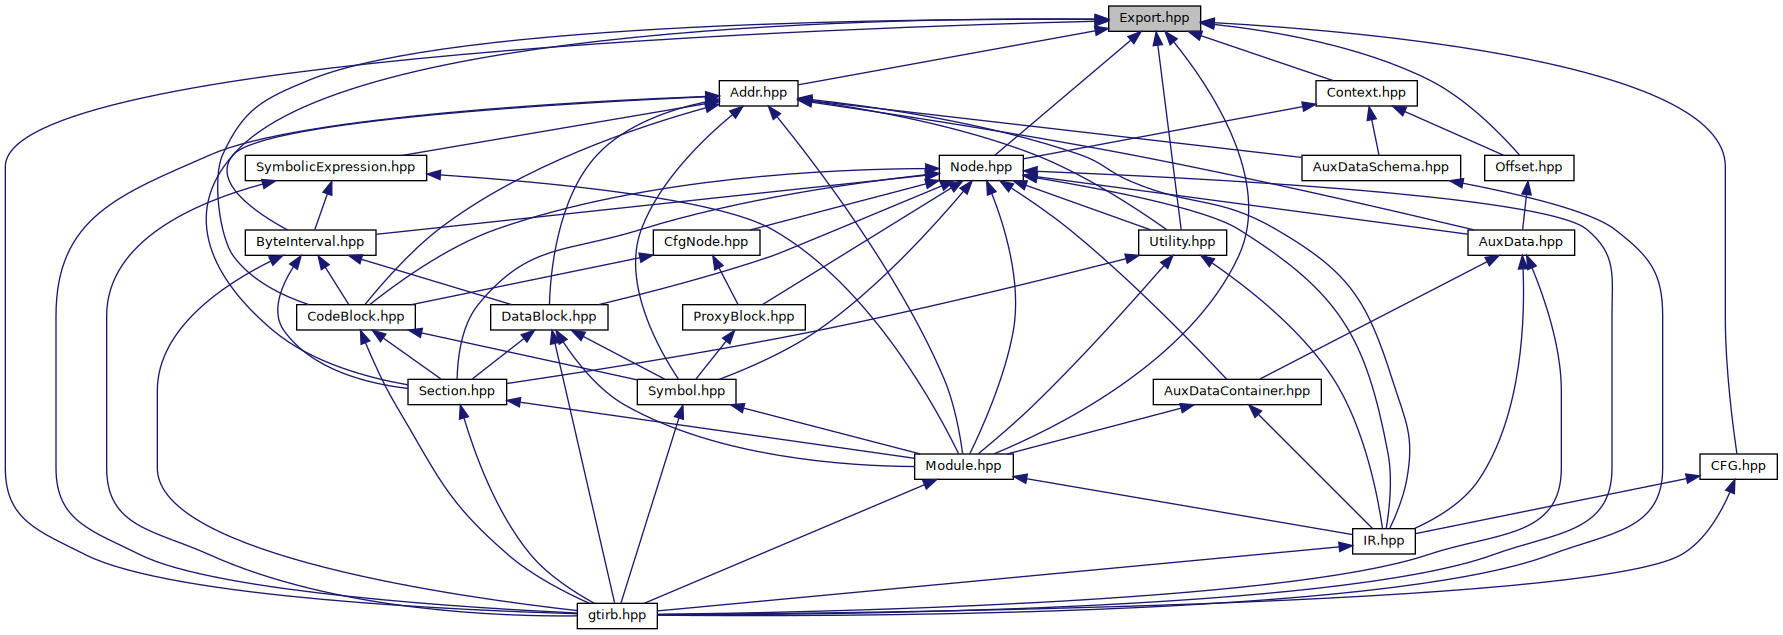 Export.hpp
Addr.hpp
Context.hpp
SymbolicExpression.hpp
Node.hpp
AuxDataSchema.hpp
Offset.hpp
ByteInterval.hpp
CfgNode.hpp
Utility.hpp
AuxData.hpp
CodeBlock.hpp
DataBlock.hpp
ProxyBlock.hpp
Section.hpp
Symbol.hpp
AuxDataContainer.hpp
Module.hpp
CFG.hpp
IR.hpp
gtirb.hpp